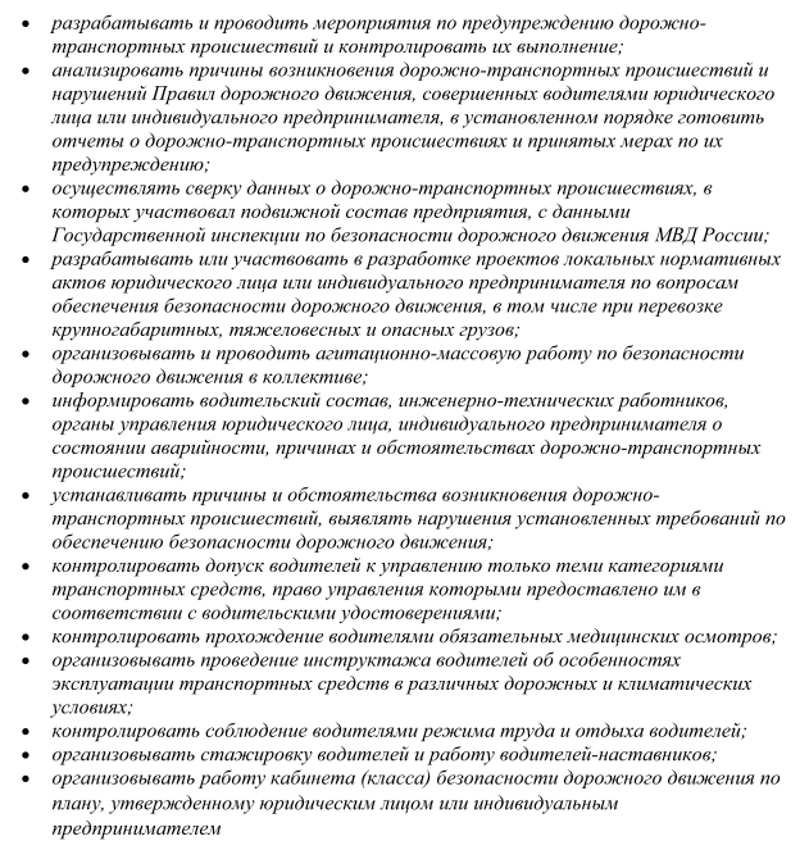 • разрабатывать и проводить мероприятия по предупреждению дорожно-
транспортных происшествий и контролировать их выполнение;
• анализировать причины возникновения дорожно-транспортных происшествий и
нарушений Правил дорожного движения, совершенных водителями юридического
лица или индивидуального предпринимателя, в установленном порядке готовить
отчеты о дорожно-транспортных происшествиях и принятых мерах по их
предупреждению;
• осуществлять сверку данных о дорожно-транспортных происшествиях, в
которых участвовал подвижной состав предприятия, с данными
Государственной инспекции по безопасности дорожного движения МВД России;
• разрабатывать или участвовать в разработке проектов локальных нормативных
актов юридического лица или индивидуального предпринимателя по вопросам
обеспечения безопасности дорожного движения, в том числе при перевозке
крупногабаритных, тяжеловесных и опасных грузов;
• организовывать и проводить агитационно-массовую работу по безопасности
дорожного движения в коллективе;
• информировать водительский состав, инженерно-технических работников,
органы управления юридического лица, индивидуального предпринимателя о
состоянии аварийности, причинах и обстоятельствах дорожно-транспортных
происшествий;
• устанавливать причины и обстоятельства возникновения дорожно-
транспортных происшествий, выявлять нарушения установленных требований по
обеспечению безопасности дорожного движения;
• контролировать допуск водителей к управлению только теми категориями
транспортных средств, право управления которыми предоставлено им в
соответствии с водительскими удостоверениями;
• контролировать прохождение водителями обязательных медицинских осмотров;
• организовывать проведение инструктажа водителей об особенностях
эксплуатации транспортных средств в различных дорожных и климатических
условиях;
• контролировать соблюдение водителями режима труда и отдыха водителей;
• организовывать стажировку водителей и работу водителей-наставников;
• организовывать работу кабинета (класса) безопасности дорожного движения по
плану, утвержденному юридическим лицом или индивидуальным
предпринимателем